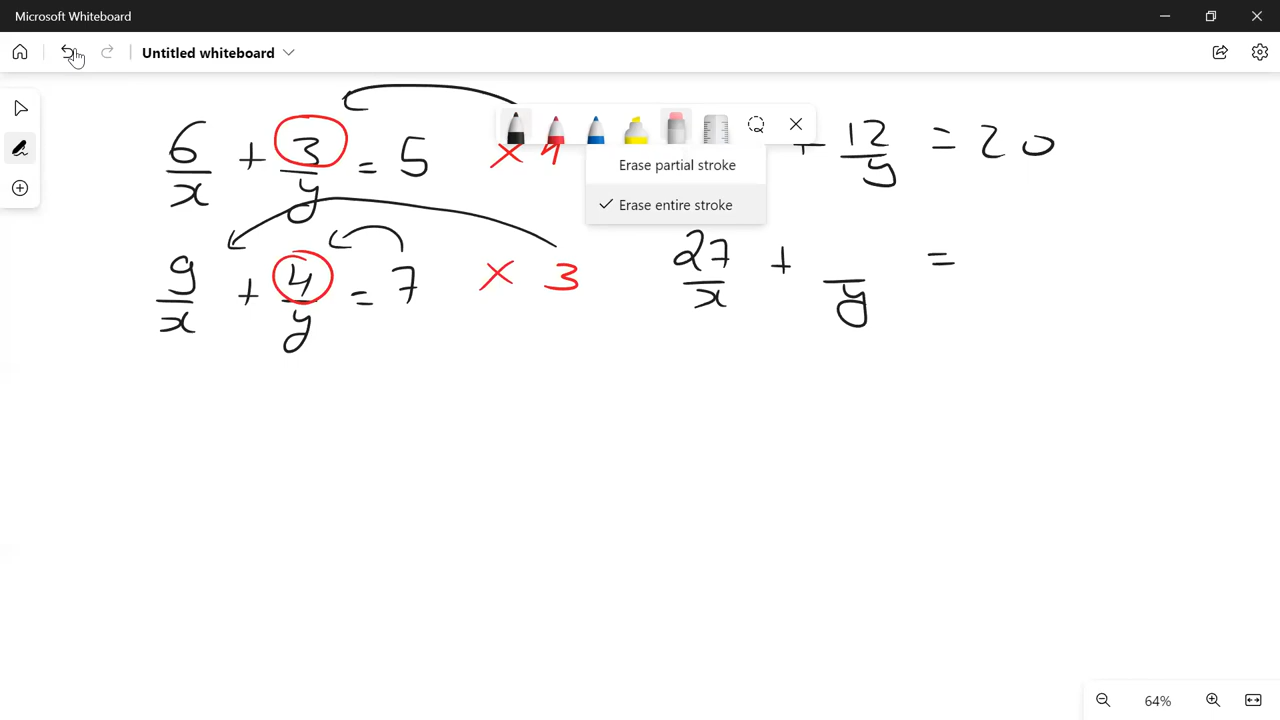 Microsoft Whiteboard
Untitled whiteboard
6/x + 3/y = 5 ×
+ 12/y = 20
Erase partial stroke
Erase entire stroke
9/x + 4/y = 7 × 3
27/x + /y =
64%